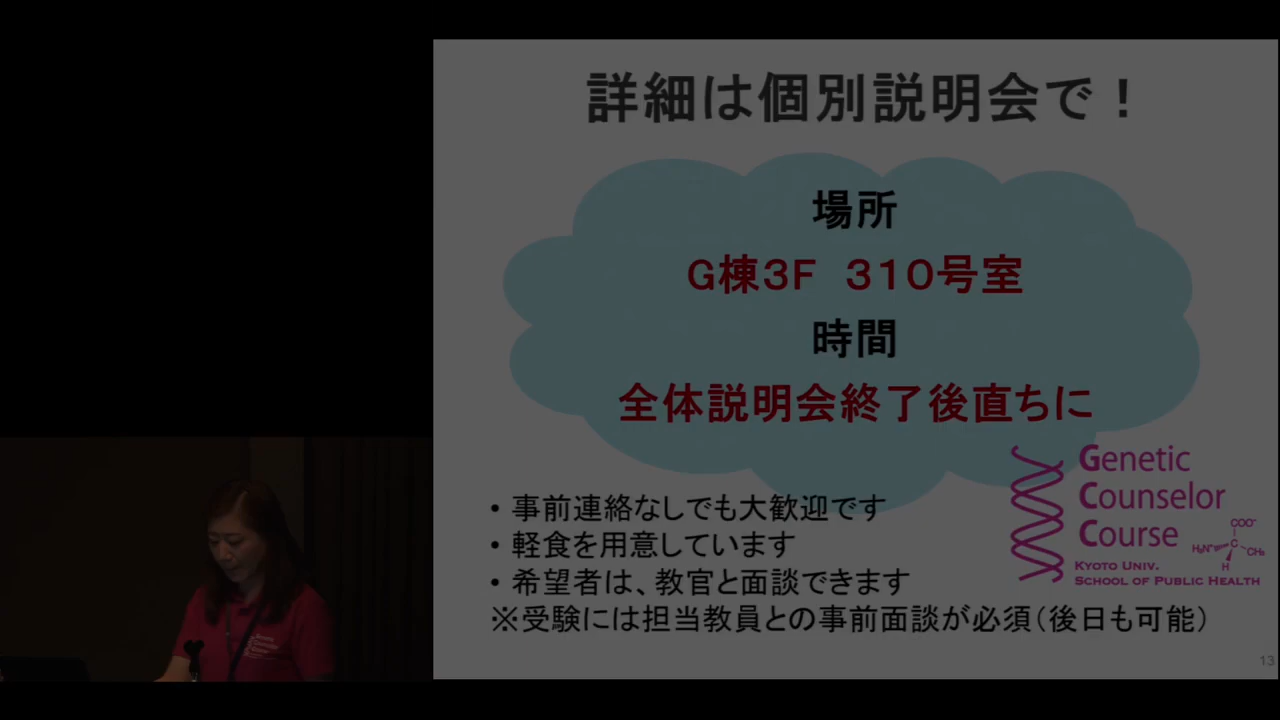 詳細は個別説明会で！
場所
G棟3F　310号室
時間
全体説明会終了後直ちに
・事前連絡なしでも大歓迎です
・軽食を用意しています
・希望者は、教官と面談できます
※受験には担当教員との事前面談が必須（後日も可能）
Genetic
Counselor
Course
KYOTO UNIV.
SCHOOL OF PUBLIC HEALTH
COO⁻
H₃N⁺
C
CH₃
H
13